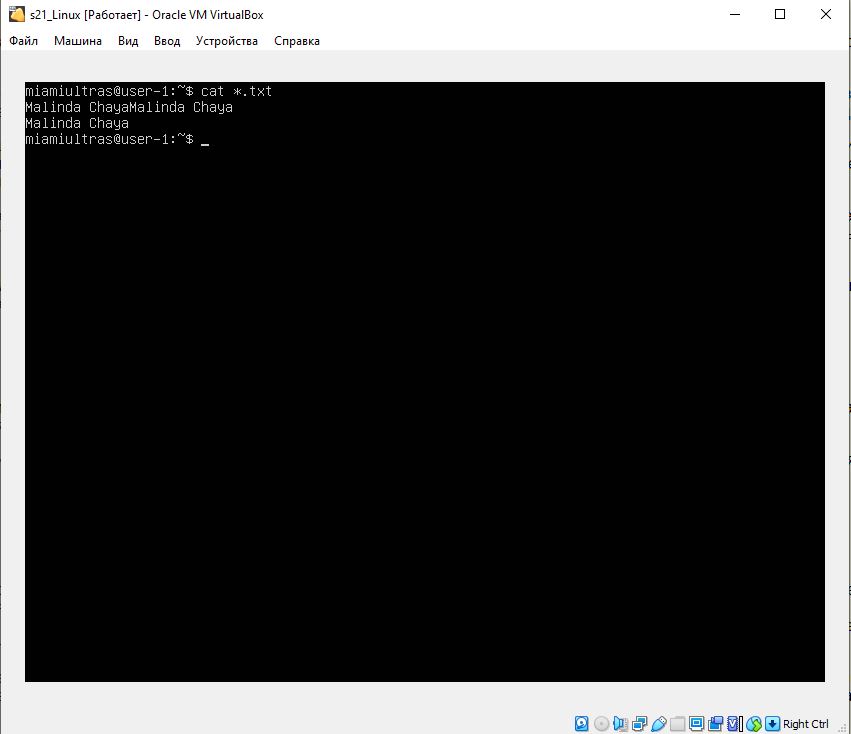 s21_Linux [Работает] - Oracle VM VirtualBox
Файл Машина Вид Ввод Устройства Справка
miamiultras@user-1:~$ cat *.txt
Malinda ChayaMalinda Chaya
Malinda Chaya
miamiultras@user-1:~$ _
Right Ctrl